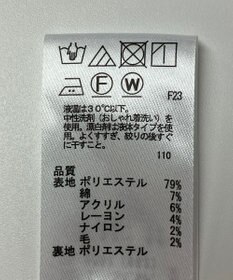 F W
F23
液温は30℃以下。
中性洗剤(おしゃれ着洗い)を
使用。漂白剤は液体タイプを使
用。よくすすぎ、絞りの後すぐ
に干すこと。
110
品質
表地 ポリエステル 79%
綿 7%
アクリル 6%
レーヨン 4%
ナイロン 2%
毛 2%
裏地 ポリエステル